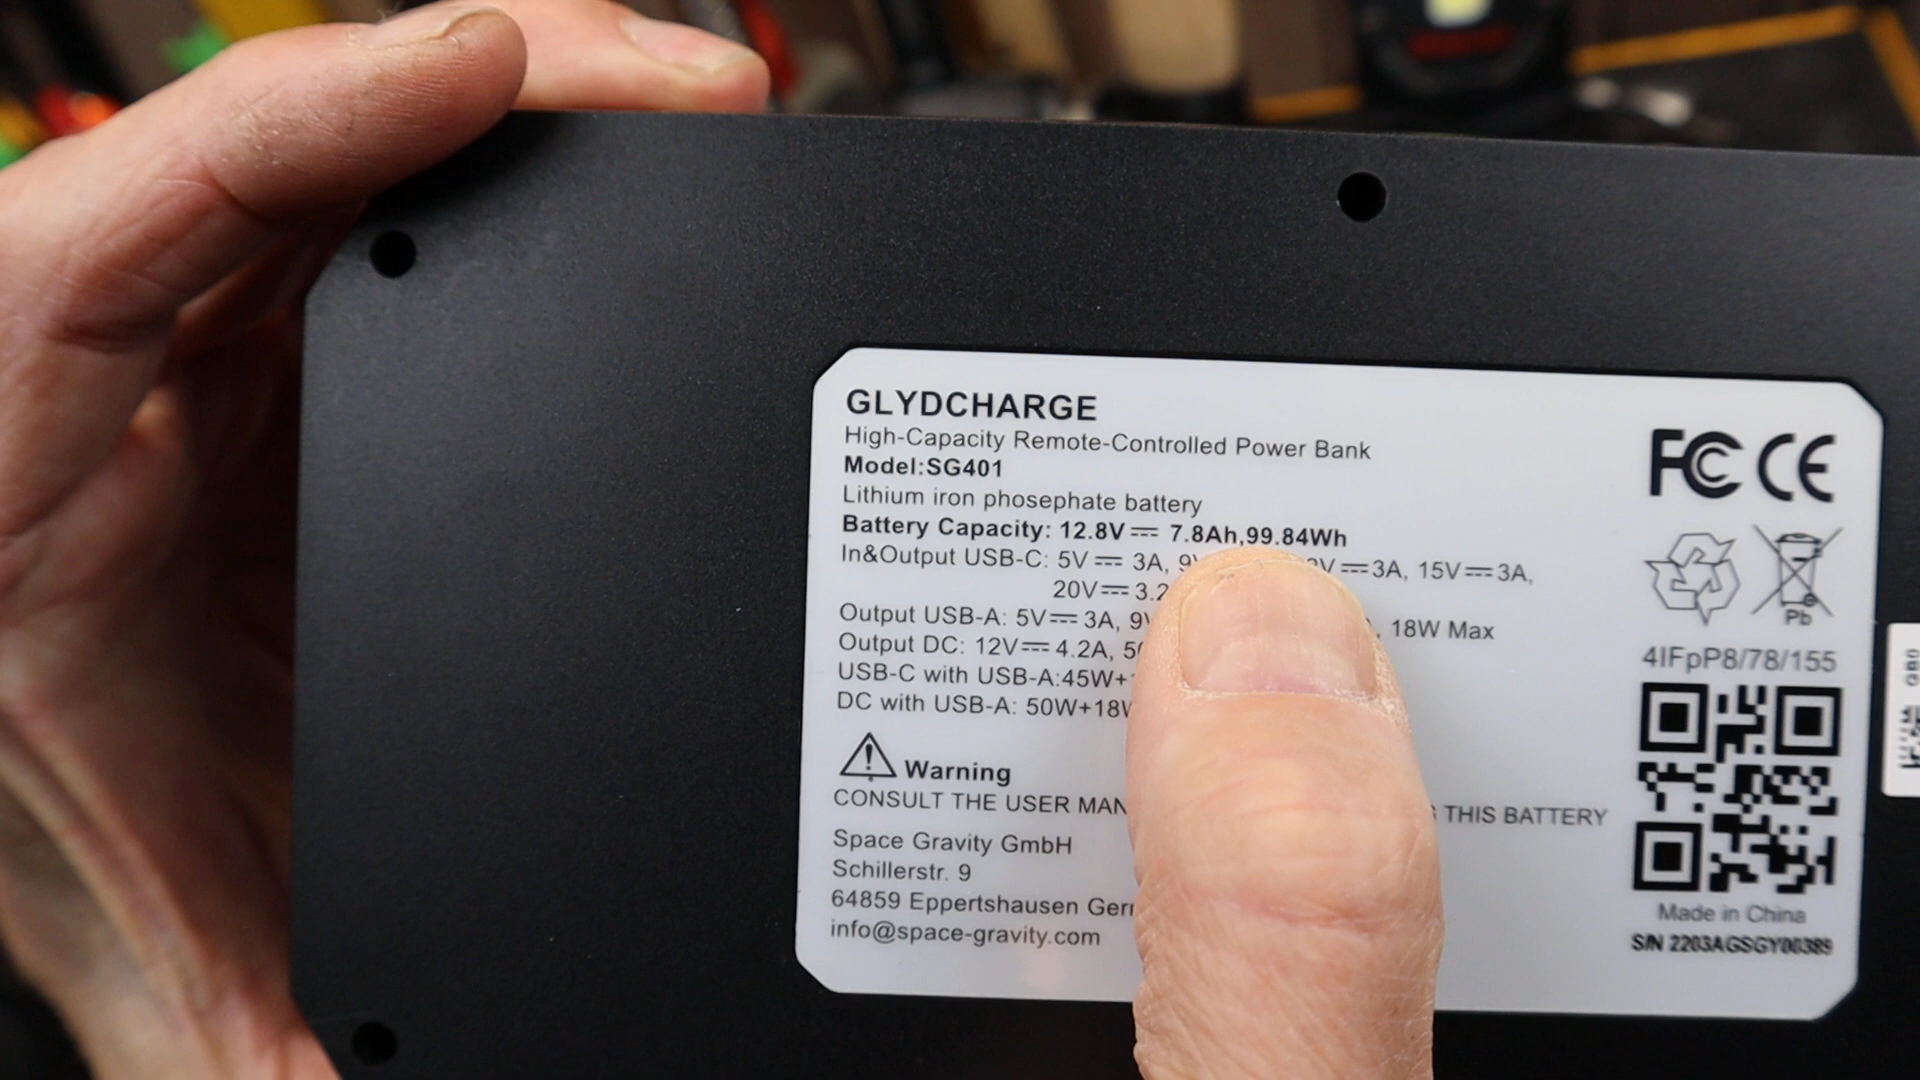 GLYDCHARGE
High-Capacity Remote-Controlled Power Bank
Model:SG401
Lithium iron phosephate battery
Battery Capacity: 12.8V⎓ 7.8Ah,99.84Wh
In&Output USB-C: 5V⎓ 3A, 9V⎓3A, 15V⎓3A,
20V⎓3.2
Output USB-A: 5V⎓ 3A, 9V , 18W Max
Output DC: 12V⎓ 4.2A,
USB-C with USB-A:45W+
DC with USB-A: 50W+18W
Warning
CONSULT THE USER MAN THIS BATTERY
Space Gravity GmbH
Schillerstr. 9
64859 Eppertshausen Ger
info@space-gravity.com
FC CE
Pb
4IFpP8/78/155
Made in China
S/N 2203AGSGY00389